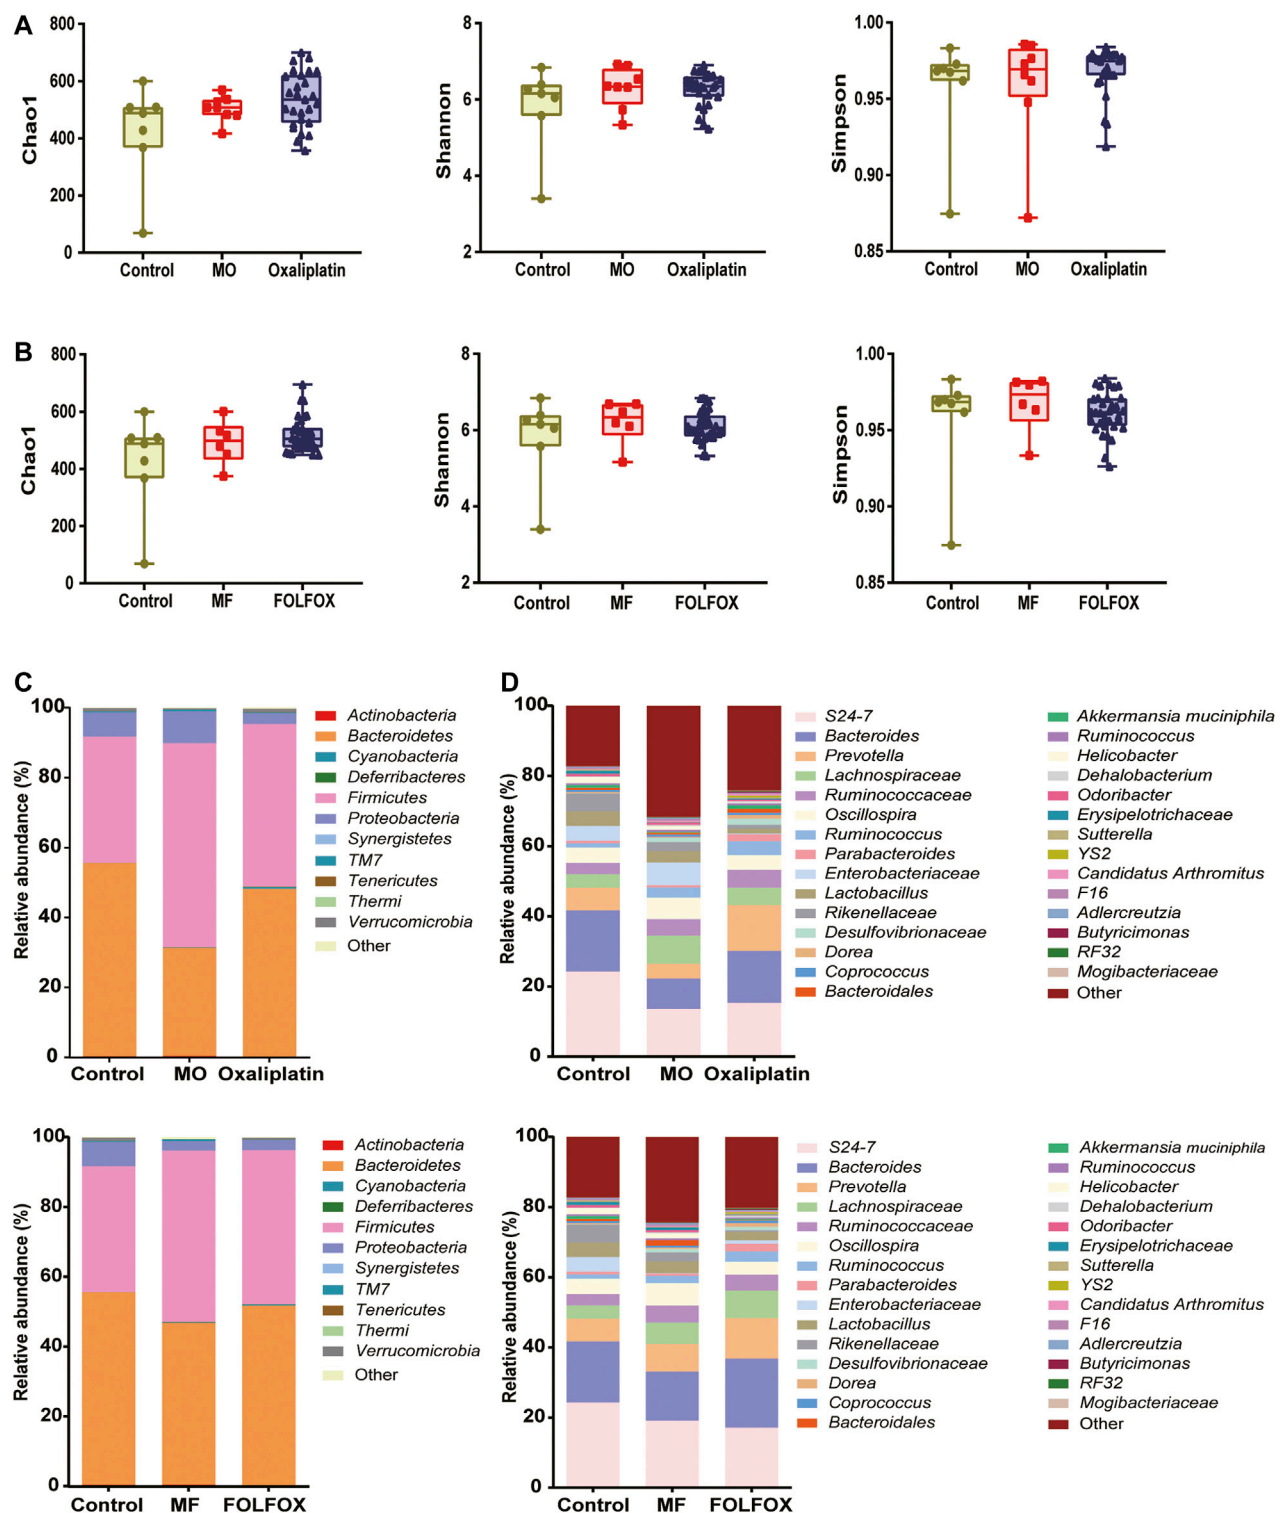 A
Chao1
800
600
400
200
0
Control MO Oxaliplatin
Shannon
8
6
4
2
Control MO Oxaliplatin
Simpson
1.00
0.95
0.90
0.85
Control MO Oxaliplatin
B
Chao1
800
600
400
200
0
Control MF FOLFOX
Shannon
8
6
4
2
Control MF FOLFOX
Simpson
1.00
0.95
0.90
0.85
Control MF FOLFOX
C
Relative abundance (%)
100
80
60
40
20
0
Control MO Oxaliplatin
Actinobacteria
Bacteroidetes
Cyanobacteria
Deferribacteres
Firmicutes
Proteobacteria
Synergistetes
TM7
Tenericutes
Thermi
Verrucomicrobia
Other
D
Relative abundance (%)
100
80
60
40
20
0
Control MO Oxaliplatin
S24-7
Bacteroides
Prevotella
Lachnospiraceae
Ruminococcaceae
Oscillospira
Ruminococcus
Parabacteroides
Enterobacteriaceae
Lactobacillus
Rikenellaceae
Desulfovibrionaceae
Dorea
Coprococcus
Bacteroidales
Akkermansia muciniphila
Ruminococcus
Helicobacter
Dehalobacterium
Odoribacter
Erysipelotrichaceae
Sutterella
YS2
Candidatus Arthromitus
F16
Adlercreutzia
Butyricimonas
RF32
Mogibacteriaceae
Other
Relative abundance (%)
100
80
60
40
20
0
Control MF FOLFOX
Actinobacteria
Bacteroidetes
Cyanobacteria
Deferribacteres
Firmicutes
Proteobacteria
Synergistetes
TM7
Tenericutes
Thermi
Verrucomicrobia
Other
Relative abundance (%)
100
80
60
40
20
0
Control MF FOLFOX
S24-7
Bacteroides
Prevotella
Lachnospiraceae
Ruminococcaceae
Oscillospira
Ruminococcus
Parabacteroides
Enterobacteriaceae
Lactobacillus
Rikenellaceae
Desulfovibrionaceae
Dorea
Coprococcus
Bacteroidales
Akkermansia muciniphila
Ruminococcus
Helicobacter
Dehalobacterium
Odoribacter
Erysipelotrichaceae
Sutterella
YS2
Candidatus Arthromitus
F16
Adlercreutzia
Butyricimonas
RF32
Mogibacteriaceae
Other